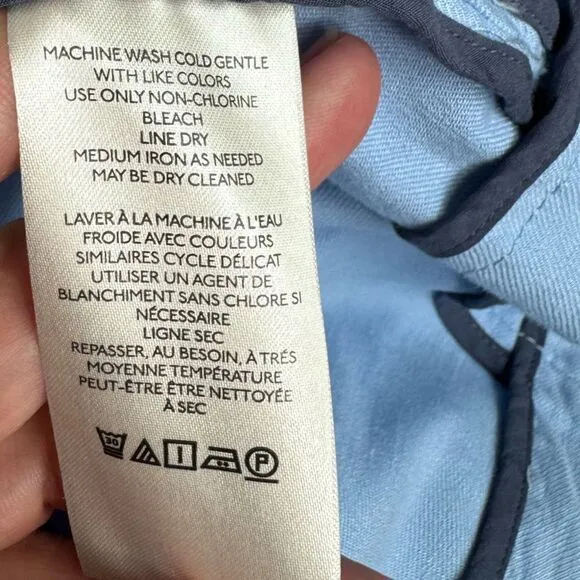 MACHINE WASH COLD GENTLE
WITH LIKE COLORS
USE ONLY NON-CHLORINE
BLEACH
LINE DRY
MEDIUM IRON AS NEEDED
MAY BE DRY CLEANED
LAVER À LA MACHINE À L'EAU
FROIDE AVEC COULEURS
SIMILAIRES CYCLE DÉLICAT
UTILISER UN AGENT DE
BLANCHIMENT SANS CHLORE SI
NÉCESSAIRE
LIGNE SEC
REPASSER, AU BESOIN, À TRÉS
MOYENNE TEMPÉRATURE
PEUT-ÊTRE ÊTRE NETTOYÉE
À SEC
30 P